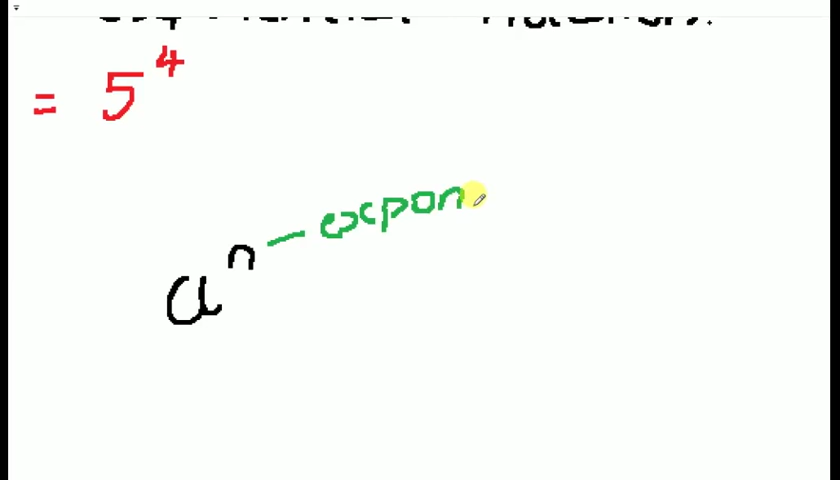 = 5⁴
aⁿ — expon